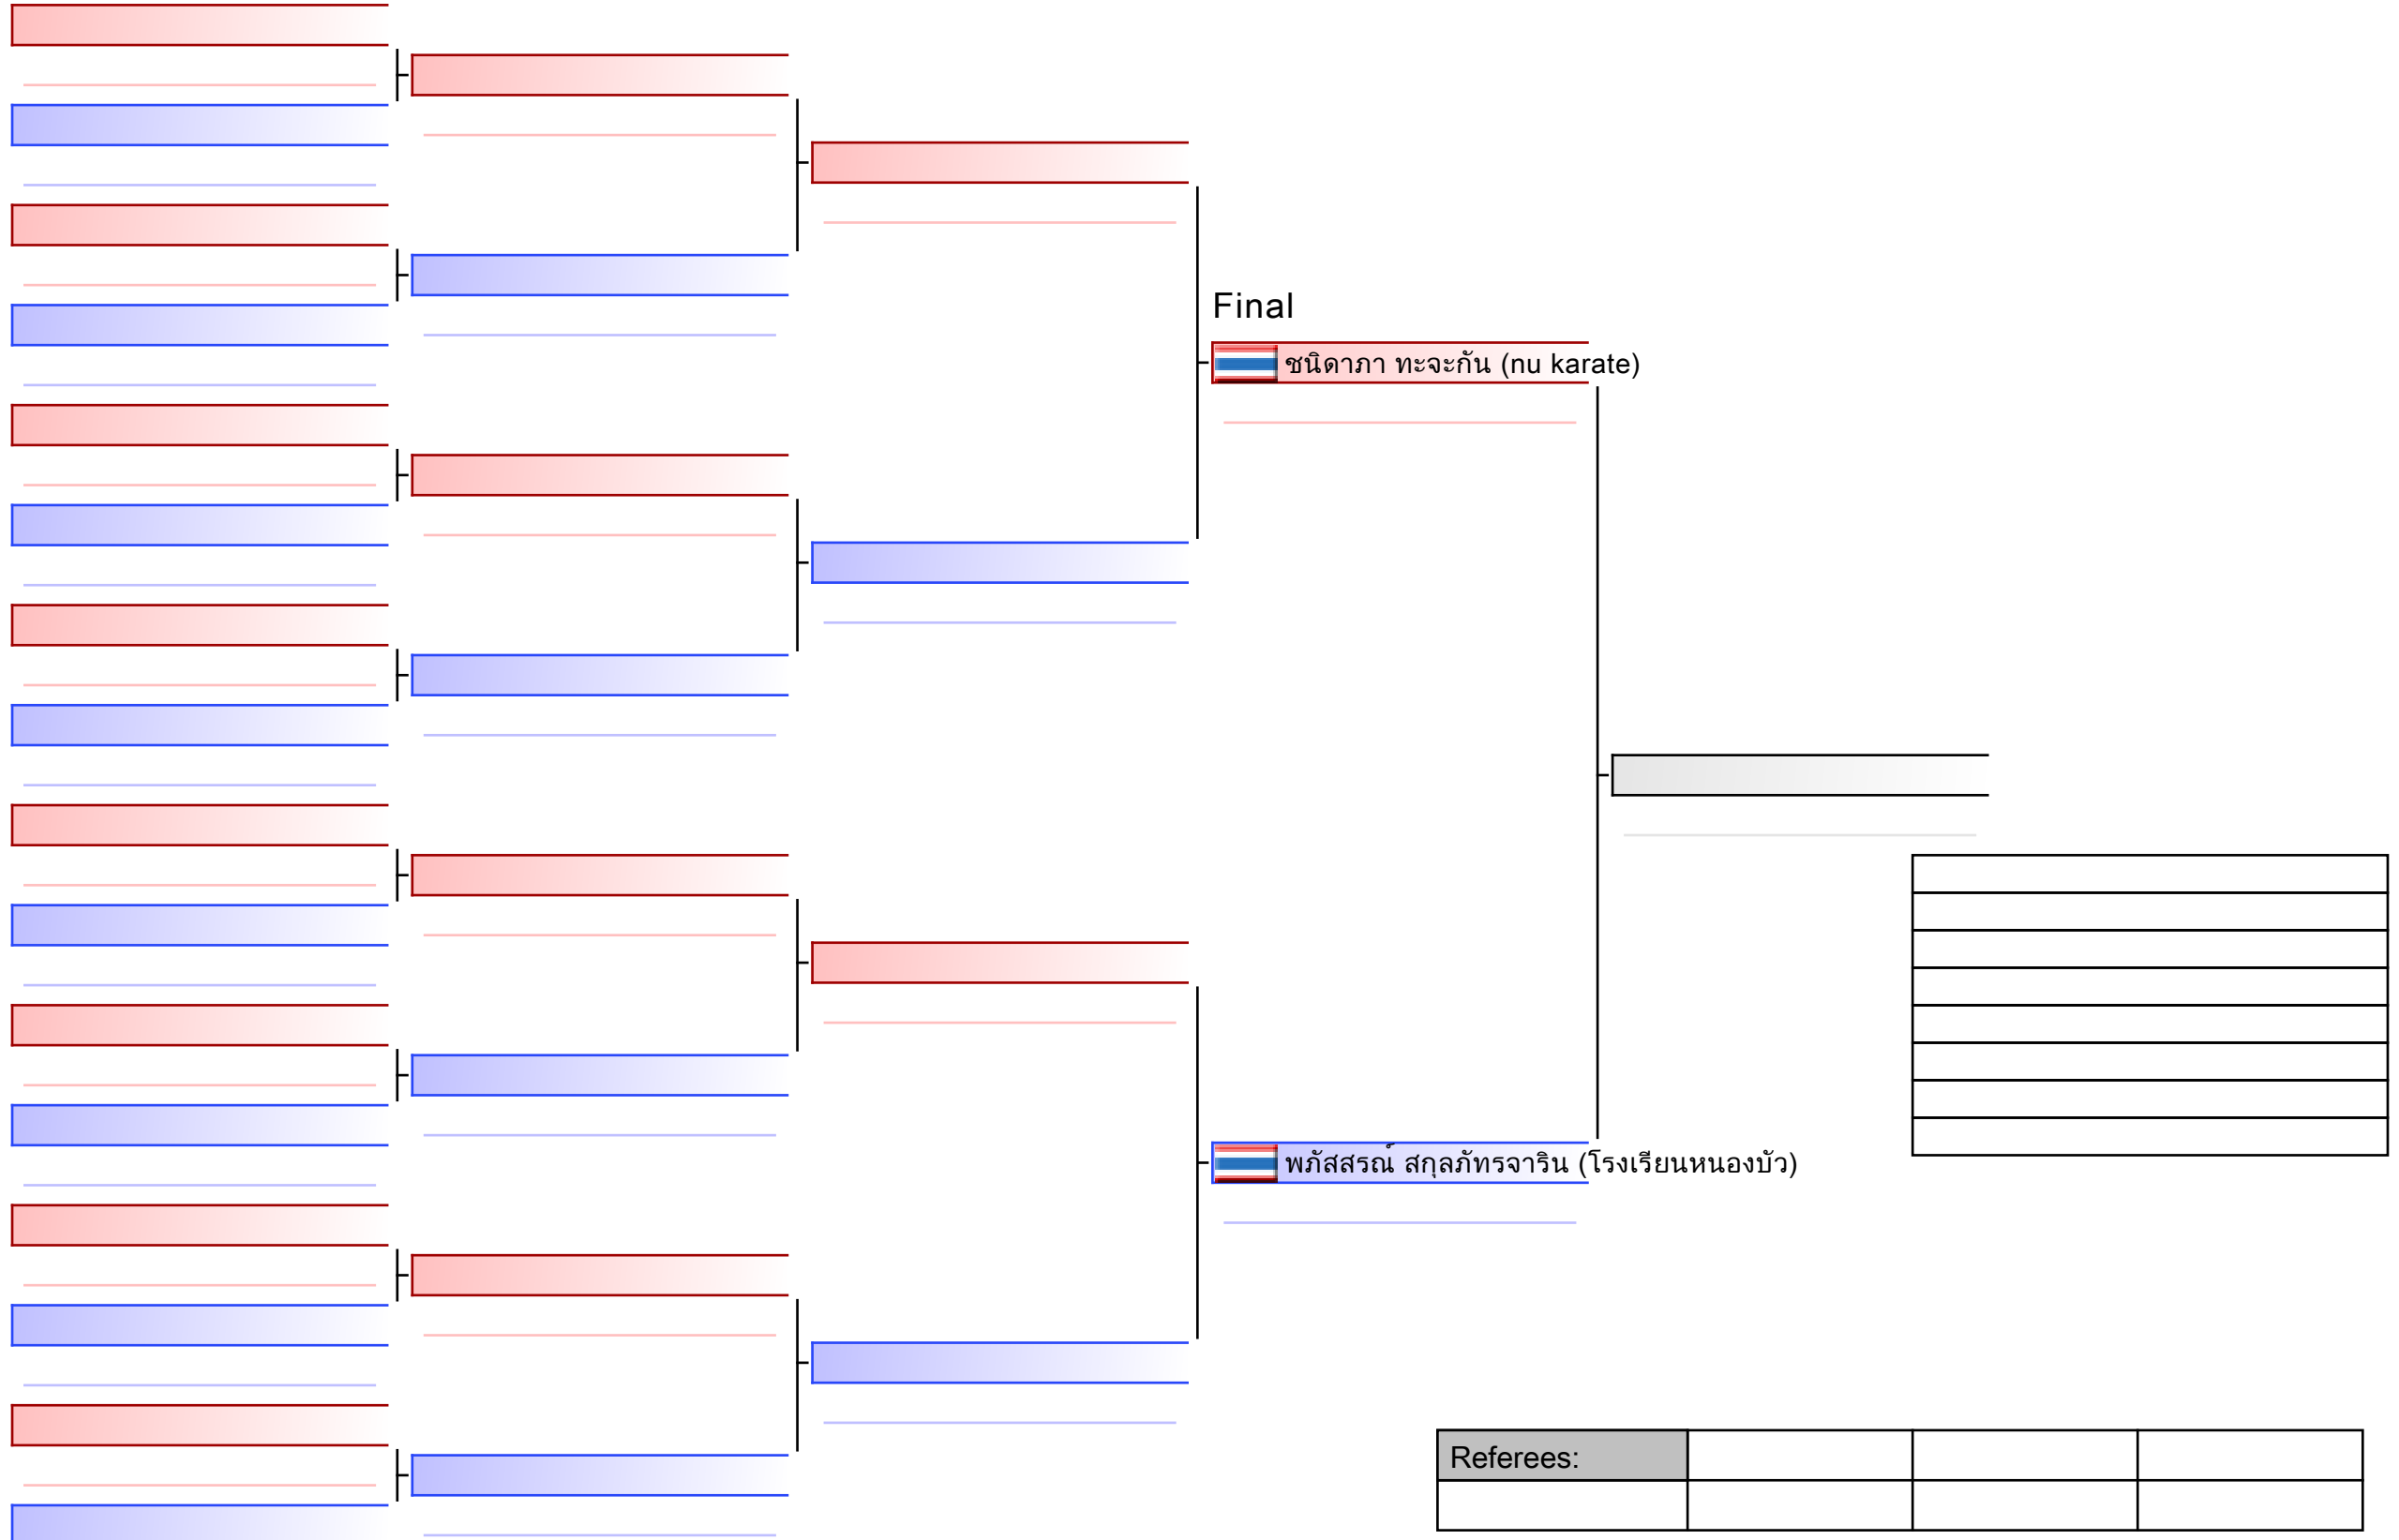 Final
ชนิดาภา ทะจะกัน (nu karate)
พภัสสรณ์ สกุลภัทรจาริน (โรงเรียนหนองบัว)
Referees: